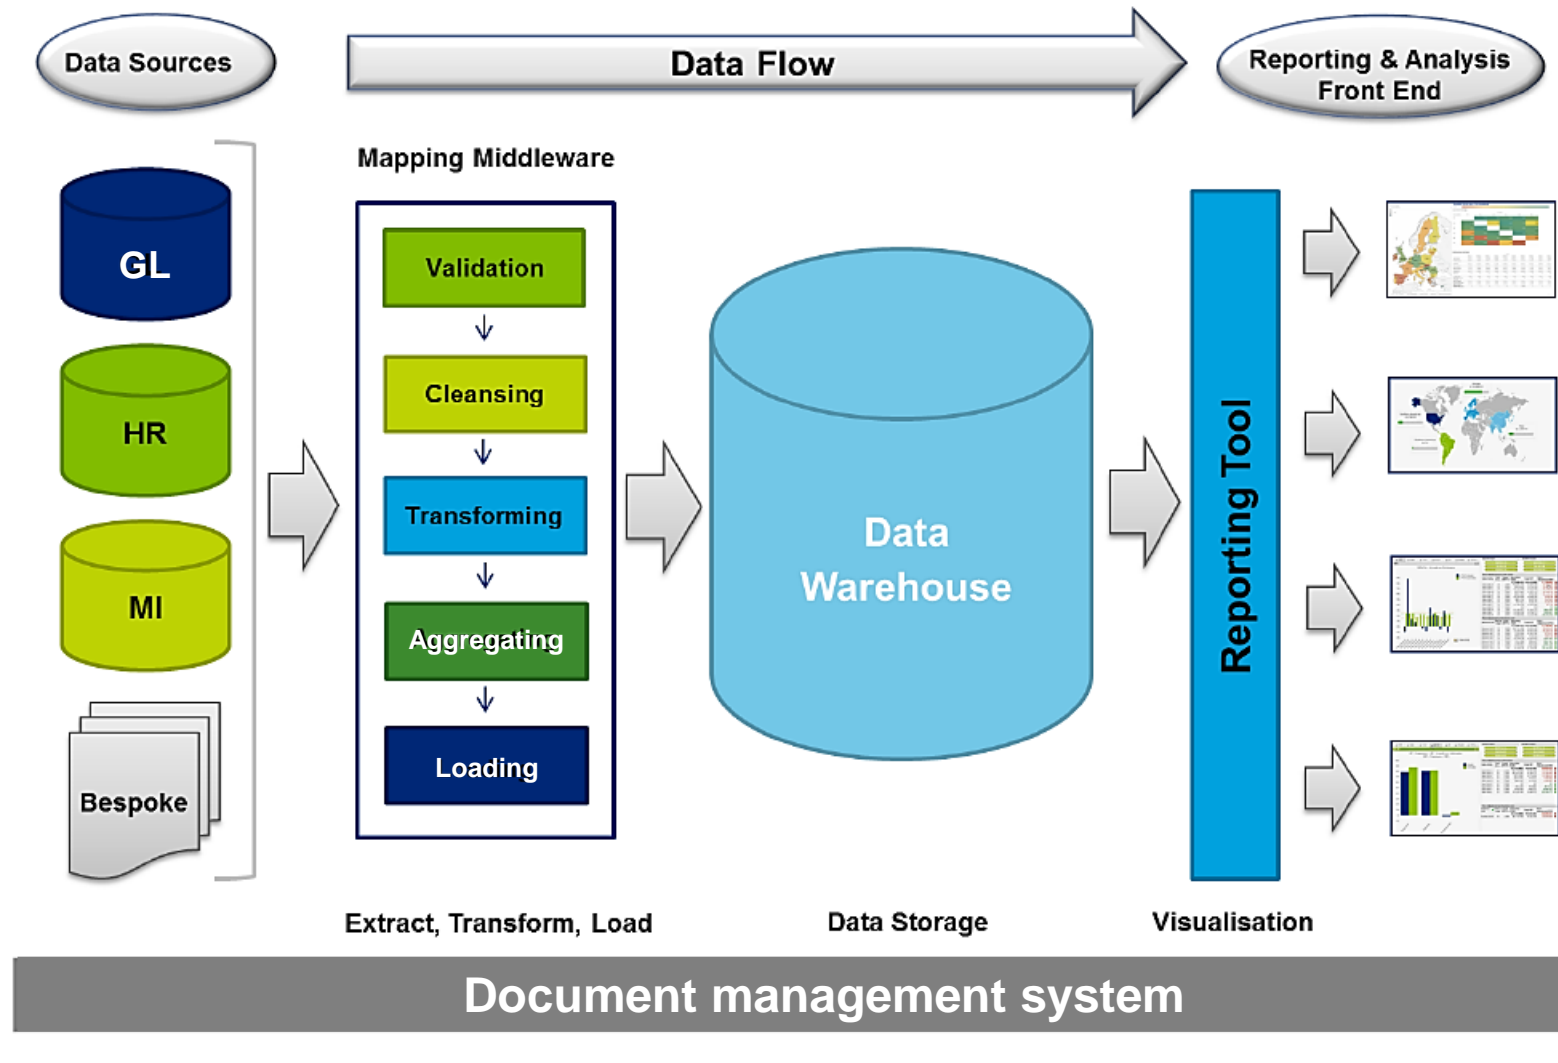 Data Sources
Data Flow
Reporting & Analysis
Front End
Mapping Middleware
GL
HR
MI
Bespoke
Validation
Cleansing
Transforming
Aggregating
Loading
Data
Warehouse
Reporting Tool
Extract, Transform, Load
Data Storage
Visualisation
Document management system